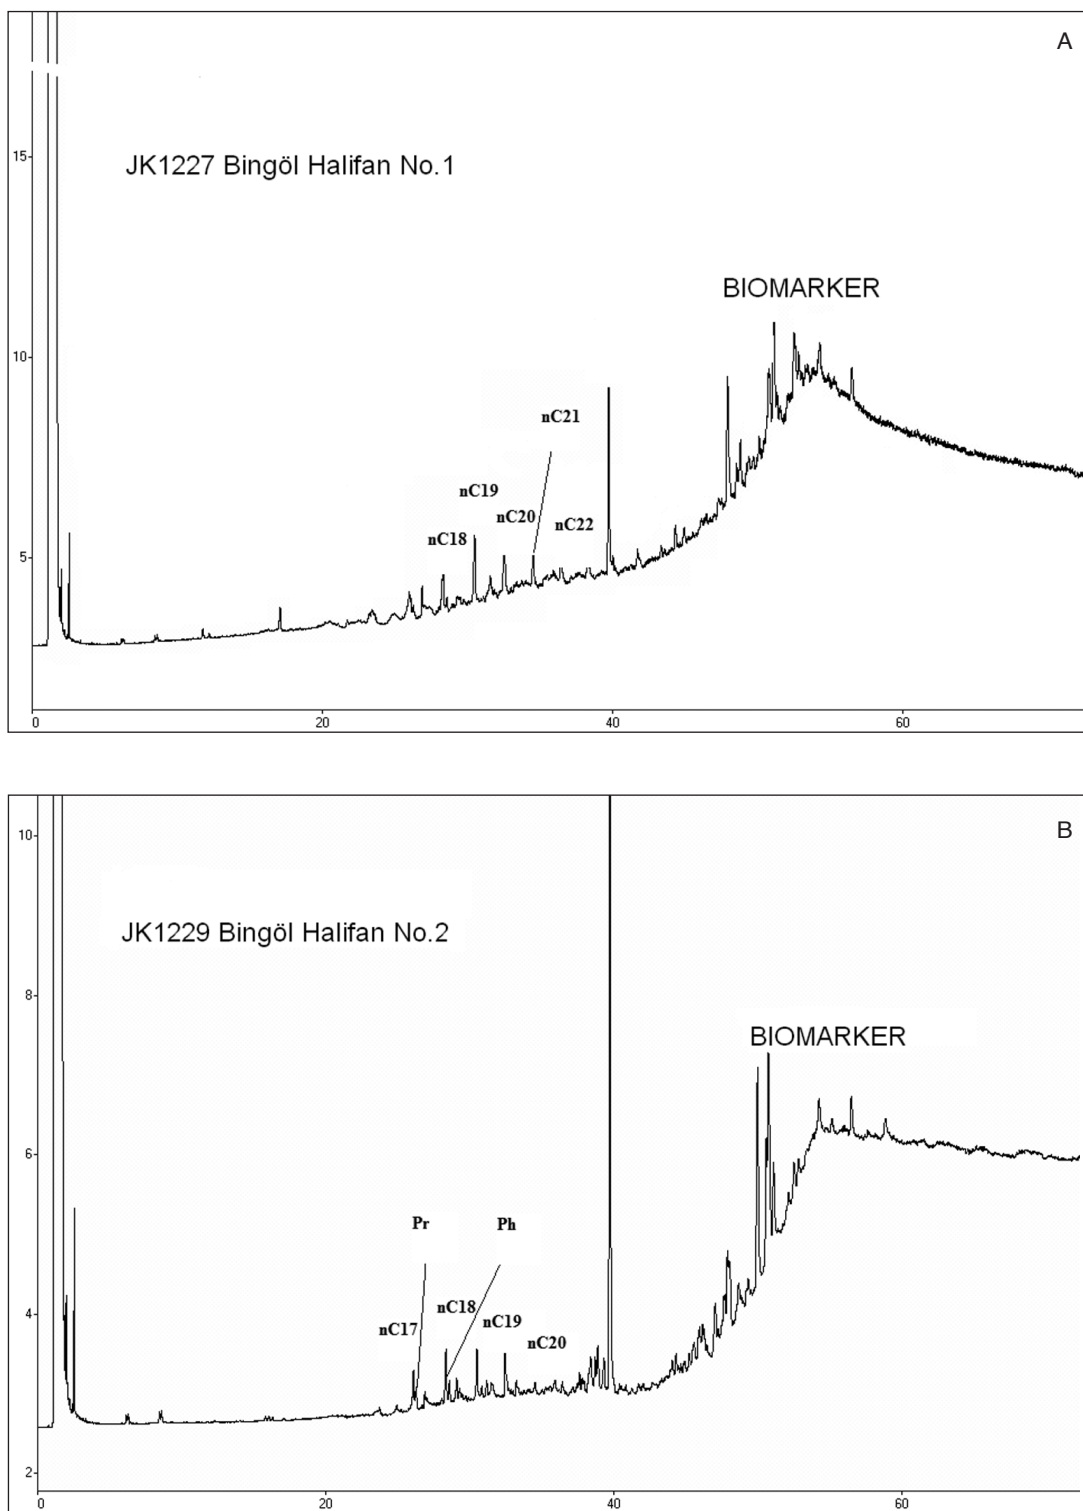 A
15
JK1227 Bingöl Halifan No.1
BIOMARKER
10
nC21
nC19
nC20
nC22
nC18
5
0 20 40 60
10
B
JK1229 Bingöl Halifan No.2
8
BIOMARKER
6
Pr Ph
nC18
nC17 nC19
4
nC20
2
0 20 40 60